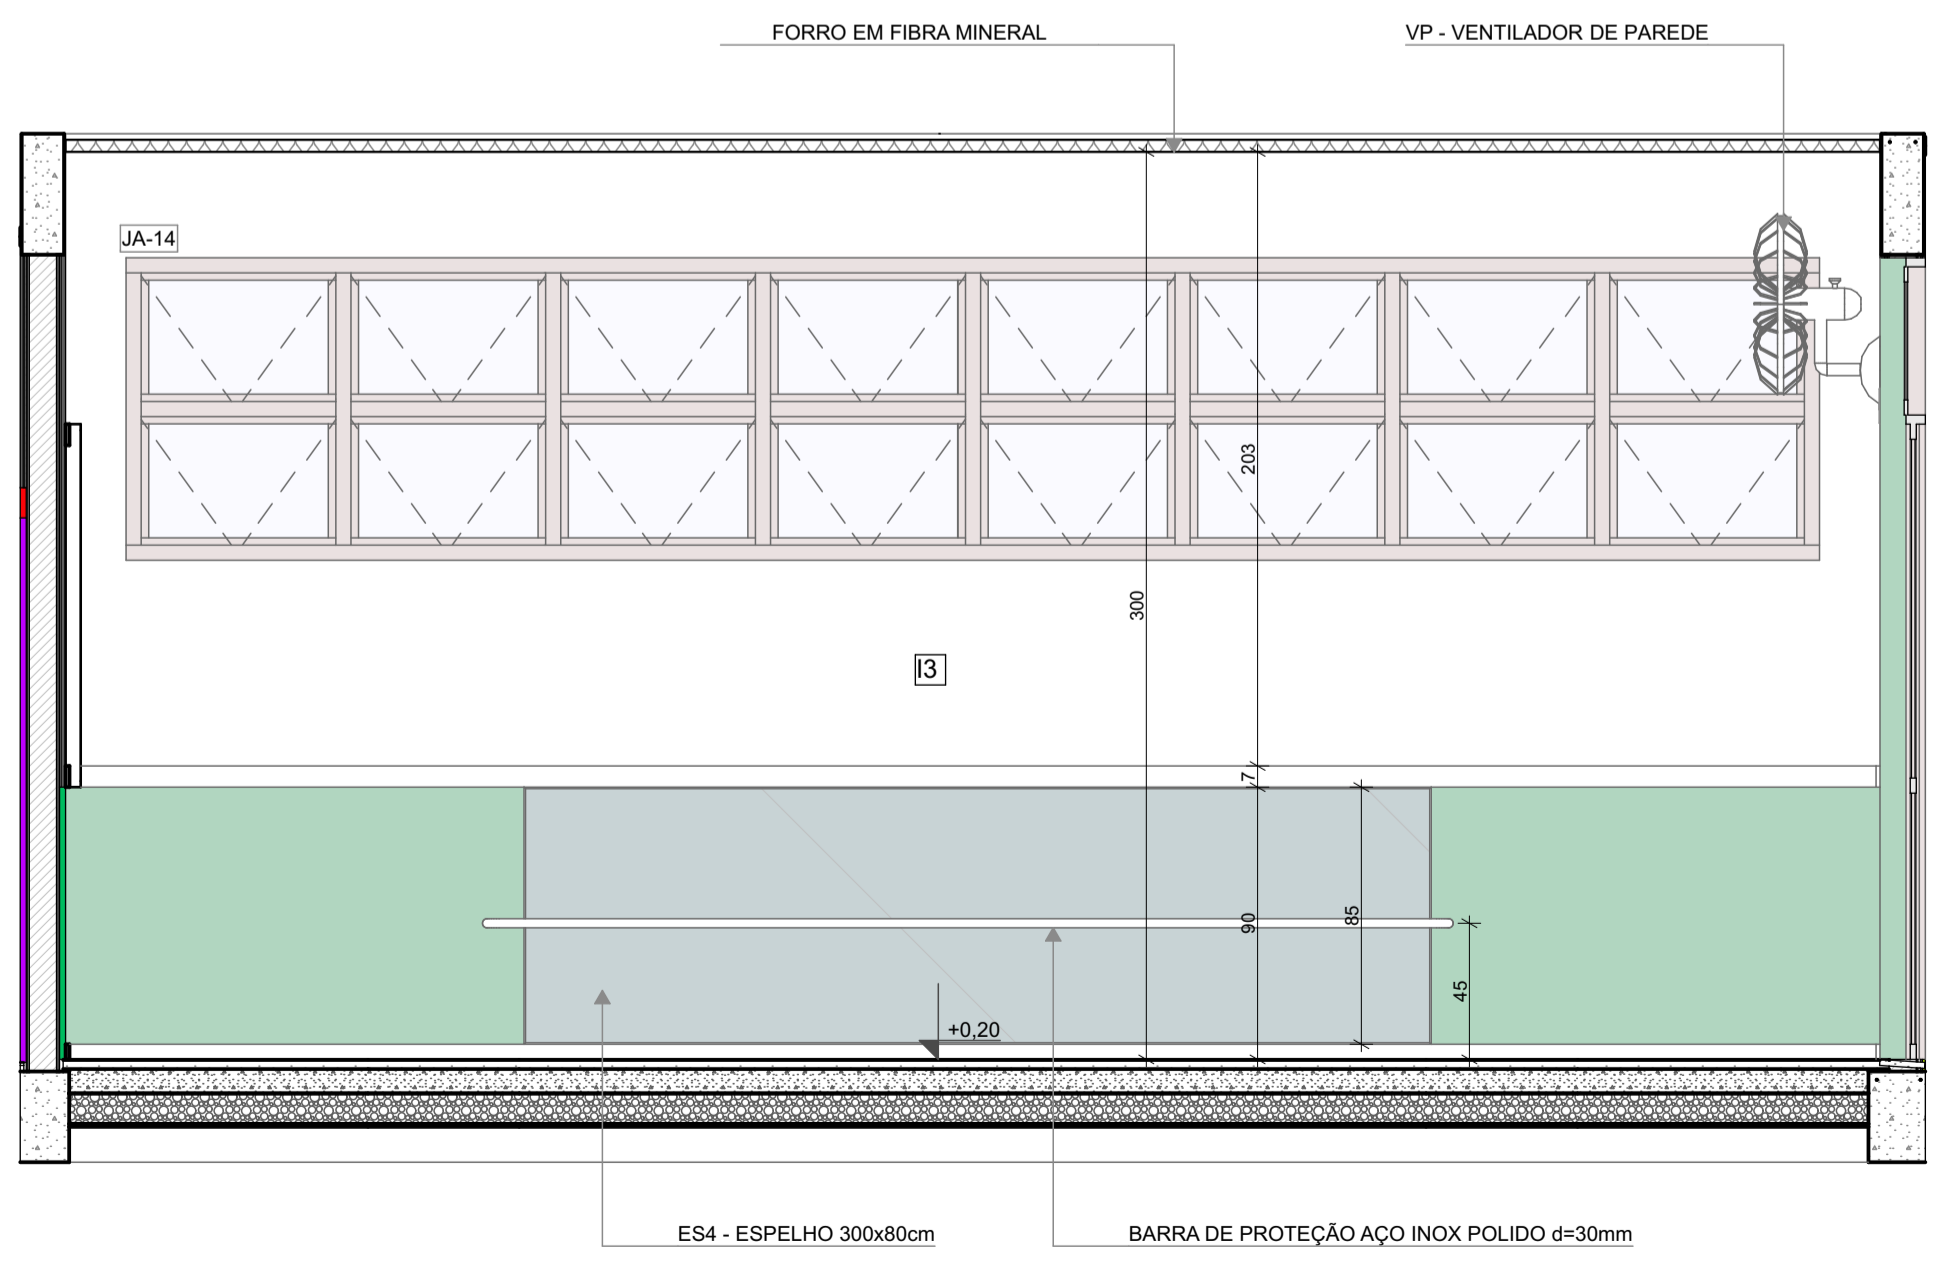 FORRO EM FIBRA MINERAL
VP - VENTILADOR DE PAREDE
JA-14
203
300
I3
7
90
85
45
+0,20
ES4 - ESPELHO 300x80cm
BARRA DE PROTEÇÃO AÇO INOX POLIDO d=30mm